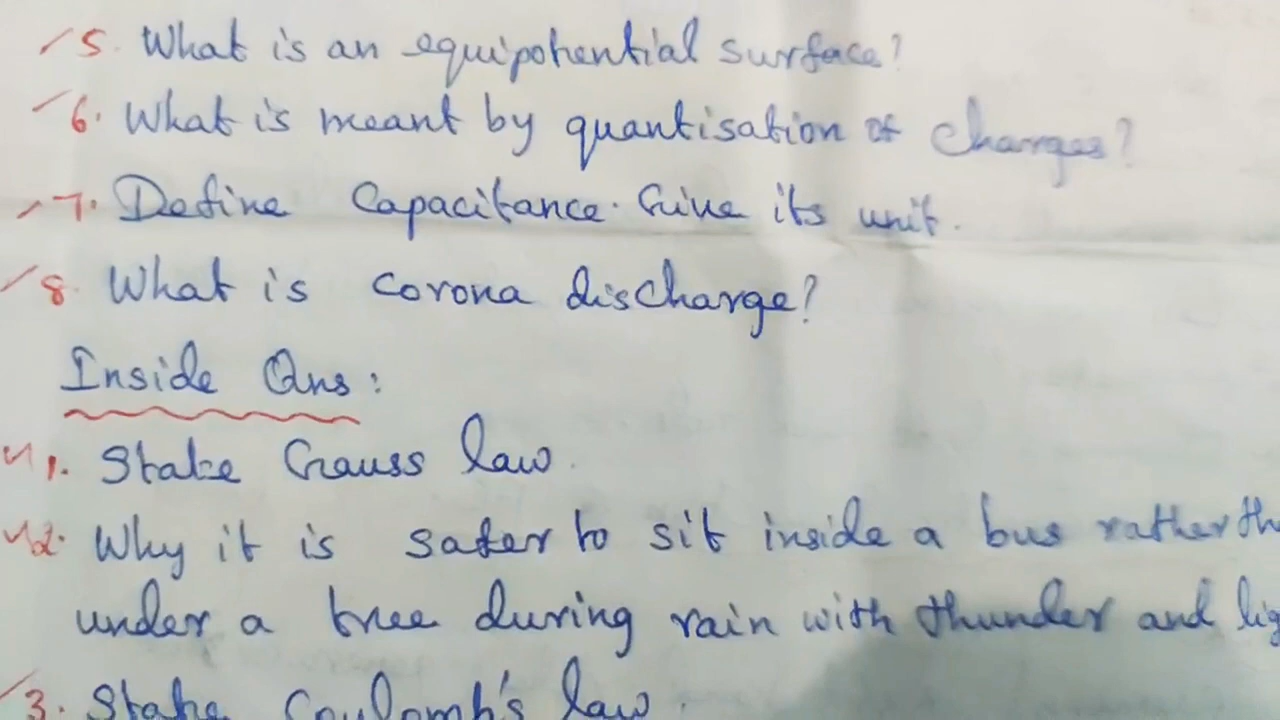 5. What is an equipotential surface?
6. What is meant by quantisation of charges?
7. Define Capacitance. Give its unit.
8. What is corona discharge?
Inside Qns:
1. State Gauss law.
2. Why it is safer to sit inside a bus rather th
under a tree during rain with thunder and lig
3. State Coulomb's law.